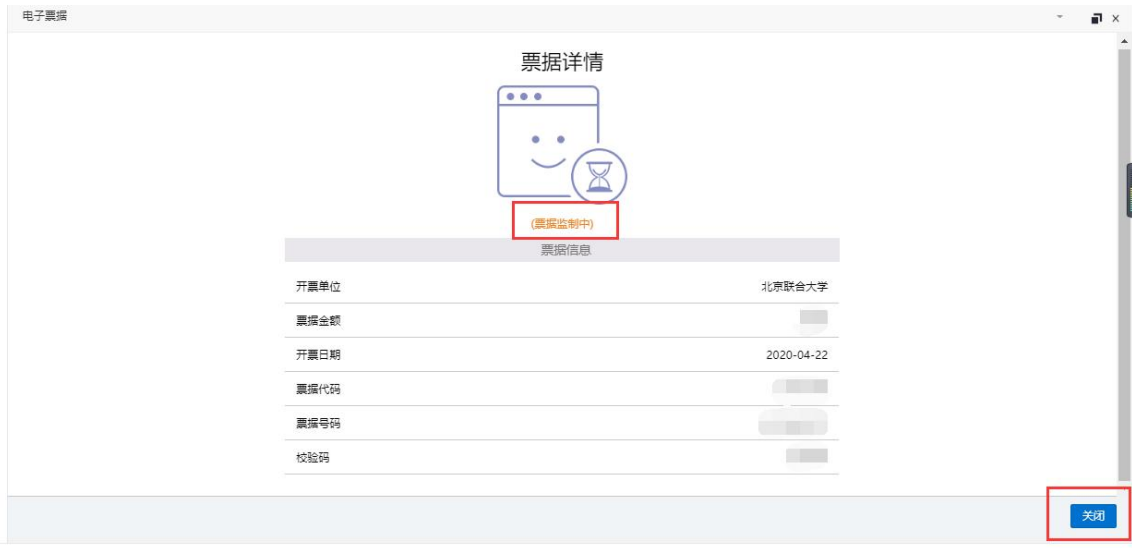 电子票据
票据详情
(票据监制中)
票据信息
开票单位 北京联合大学
票据金额
开票日期 2020-04-22
票据代码
票据号码
校验码
关闭